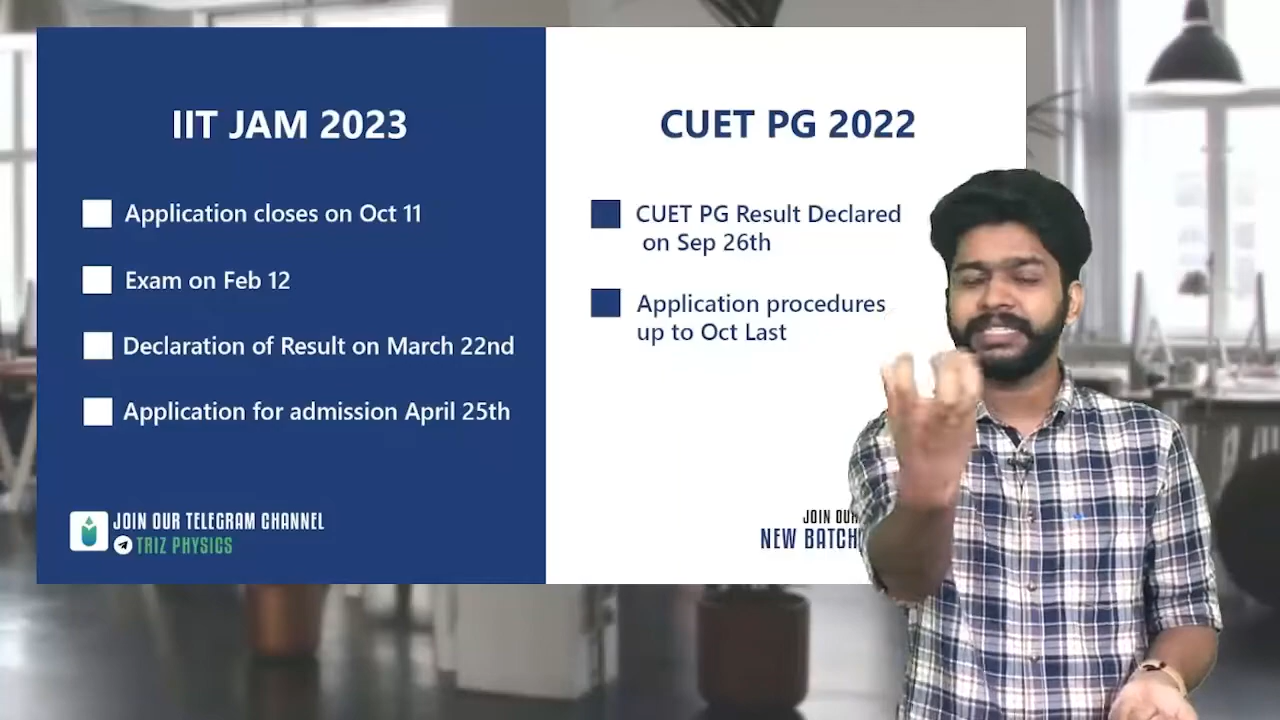 IIT JAM 2023
Application closes on Oct 11
Exam on Feb 12
Declaration of Result on March 22nd
Application for admission April 25th
JOIN OUR TELEGRAM CHANNEL
TRIZ PHYSICS
CUET PG 2022
CUET PG Result Declared
on Sep 26th
Application procedures
up to Oct Last
JOIN OUR
NEW BATCH